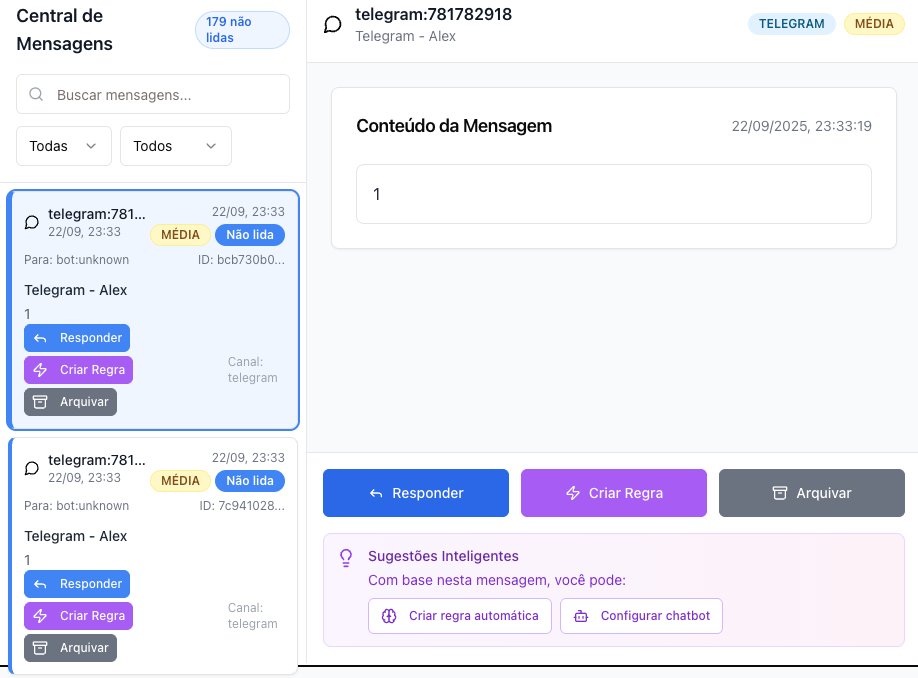 Central de
Mensagens
179 não
lidas
Buscar mensagens...
Todas
Todos
telegram:781...
22/09, 23:33
22/09, 23:33
MÉDIA
Não lida
Para: bot:unknown
ID: bcb730b0...
Telegram - Alex
1
Responder
Criar Regra
Arquivar
Canal:
telegram
telegram:781...
22/09, 23:33
22/09, 23:33
MÉDIA
Não lida
Para: bot:unknown
ID: 7c941028...
Telegram - Alex
1
Responder
Criar Regra
Arquivar
Canal:
telegram
telegram:781782918
Telegram - Alex
TELEGRAM
MÉDIA
Conteúdo da Mensagem
22/09/2025, 23:33:19
1
Responder
Criar Regra
Arquivar
Sugestões Inteligentes
Com base nesta mensagem, você pode:
Criar regra automática
Configurar chatbot